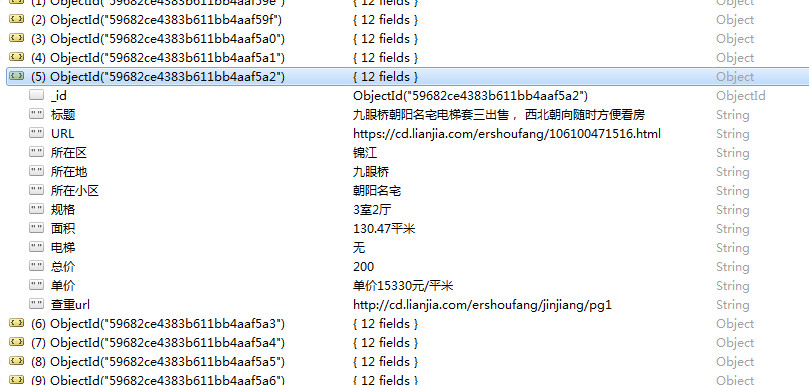 (1) ObjectId("59682ce4383b611bb4aaf59e") { 12 fields } Object
(2) ObjectId("59682ce4383b611bb4aaf59f") { 12 fields } Object
(3) ObjectId("59682ce4383b611bb4aaf5a0") { 12 fields } Object
(4) ObjectId("59682ce4383b611bb4aaf5a1") { 12 fields } Object
(5) ObjectId("59682ce4383b611bb4aaf5a2") { 12 fields } Object
_id ObjectId("59682ce4383b611bb4aaf5a2") ObjectId
标题 九眼桥朝阳名宅电梯套三出售，西北朝向随时方便看房 String
URL https://cd.lianjia.com/ershoufang/106100471516.html String
所在区 锦江 String
所在地 九眼桥 String
所在小区 朝阳名宅 String
规格 3室2厅 String
面积 130.47平米 String
电梯 无 String
总价 200 String
单价 单价15330元/平米 String
查重url http://cd.lianjia.com/ershoufang/jinjiang/pg1 String
(6) ObjectId("59682ce4383b611bb4aaf5a3") { 12 fields } Object
(7) ObjectId("59682ce4383b611bb4aaf5a4") { 12 fields } Object
(8) ObjectId("59682ce4383b611bb4aaf5a5") { 12 fields } Object
(9) ObjectId("59682ce4383b611bb4aaf5a6") { 12 fields } Object